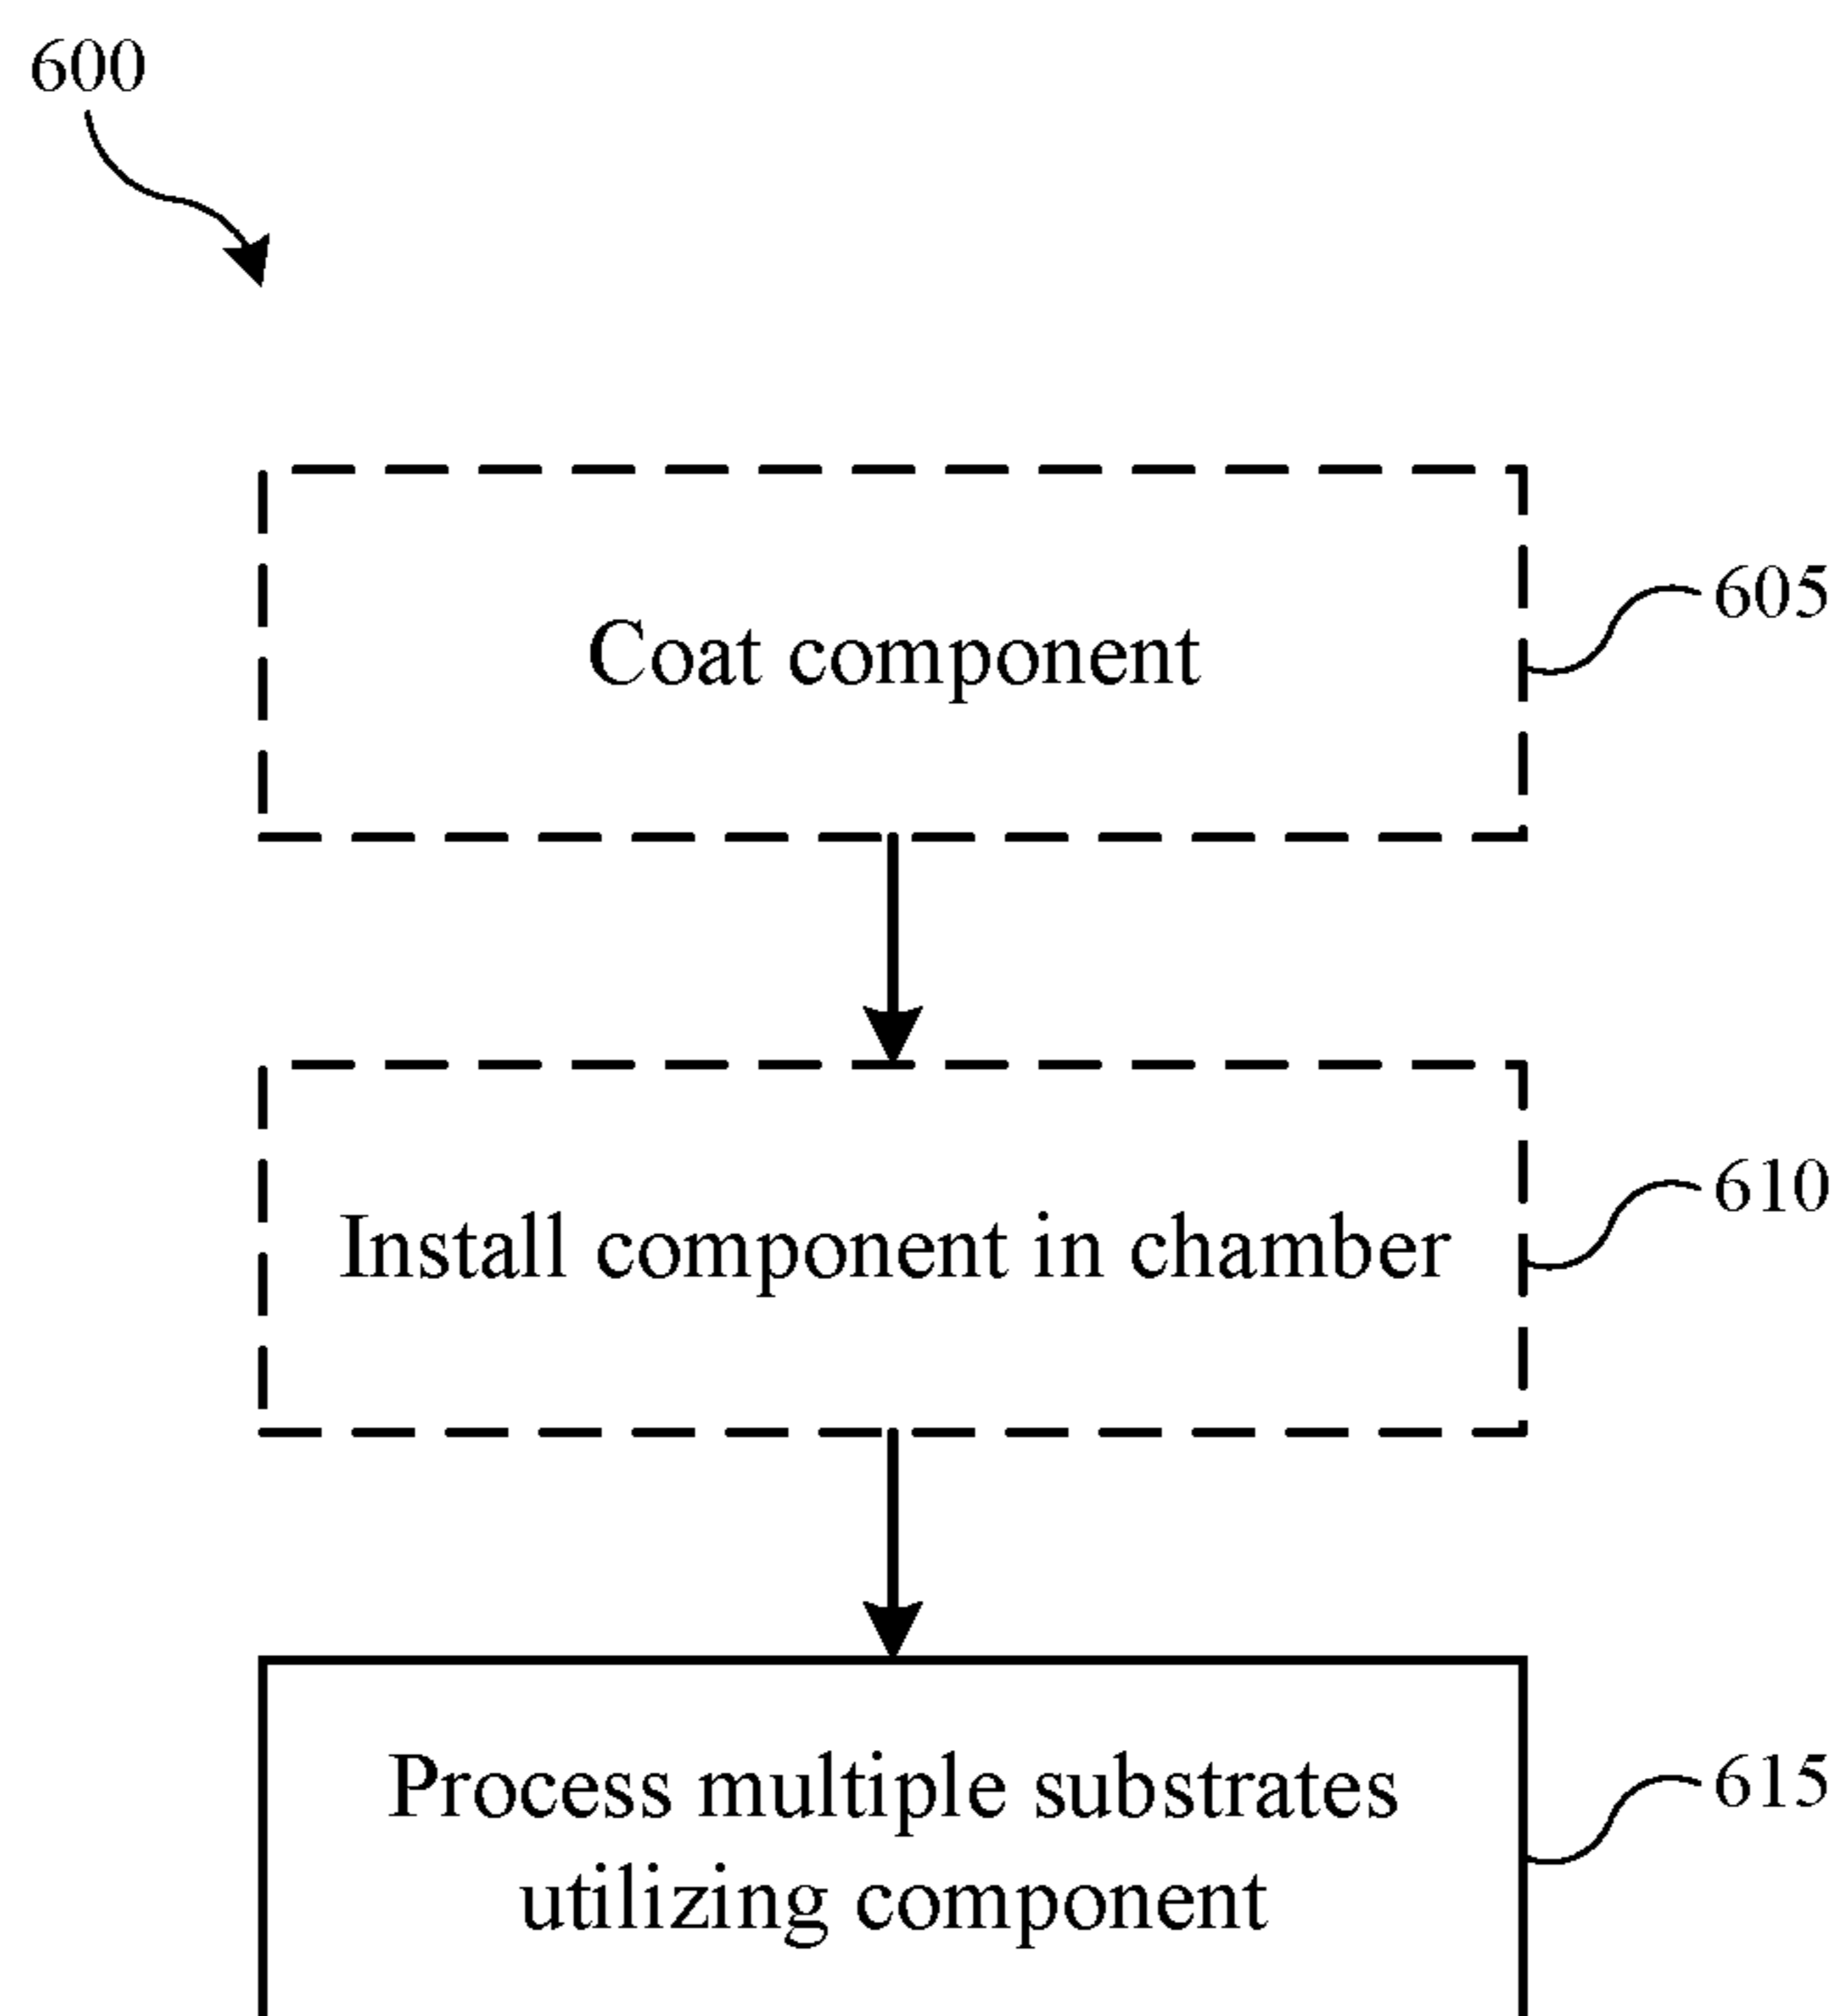 600
Coat component
605
Install component in chamber
610
Process multiple substrates
utilizing component
615